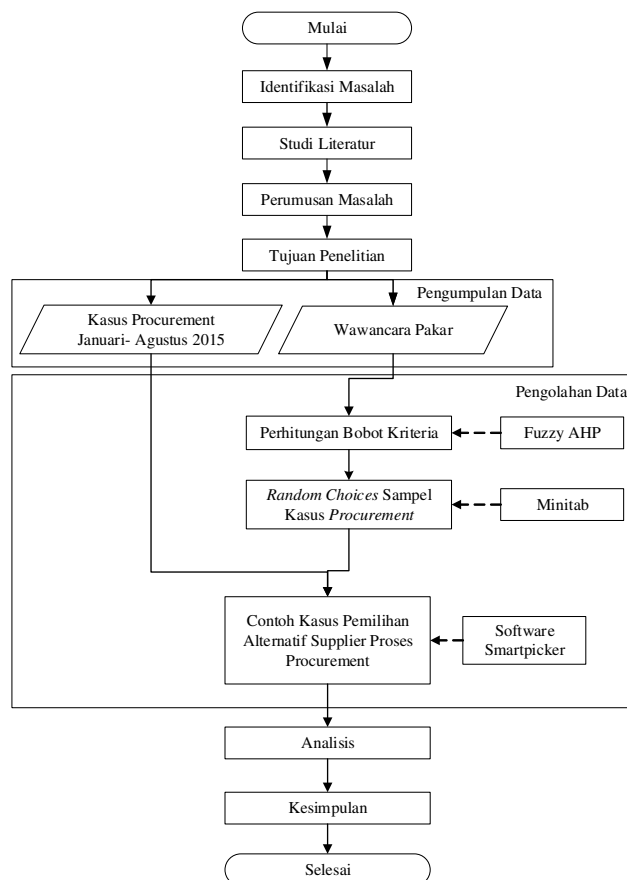 Mulai
Identifikasi Masalah
Studi Literatur
Perumusan Masalah
Tujuan Penelitian
Pengumpulan Data
Kasus Procurement
Januari- Agustus 2015
Wawancara Pakar
Pengolahan Data
Perhitungan Bobot Kriteria
Fuzzy AHP
Random Choices Sampel
Kasus Procurement
Minitab
Contoh Kasus Pemilihan
Alternatif Supplier Proses
Procurement
Software
Smartpicker
Analisis
Kesimpulan
Selesai